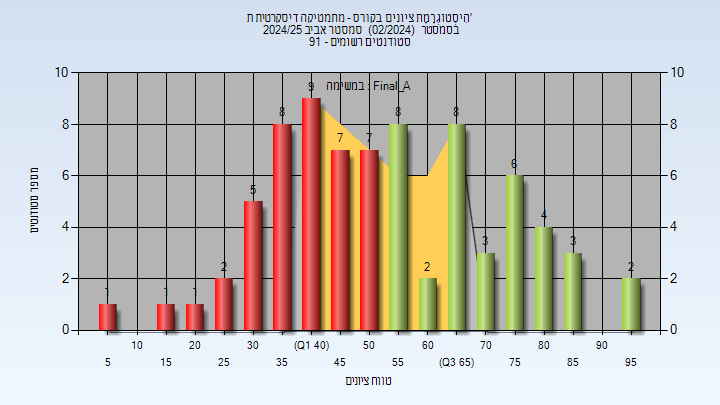 היסטוגרמת ציונים בקורס - מתמטיקה דיסקרטית ת'
בסמסטר (02/2024) סמסטר אביב 2024/25
סטודנטים רשומים - 91
במשימה : Final_A
מספר סטודנטים
10 10
8 8
6 6
4 4
2 2
0 0
1 1 1 2 5 8 9 7 7 8 2 8 3 6 4 3 2
10 20 30 (Q1 40) 50 60 70 80 90
5 15 25 35 45 55 (Q3 65) 75 85 95
טווח ציונים